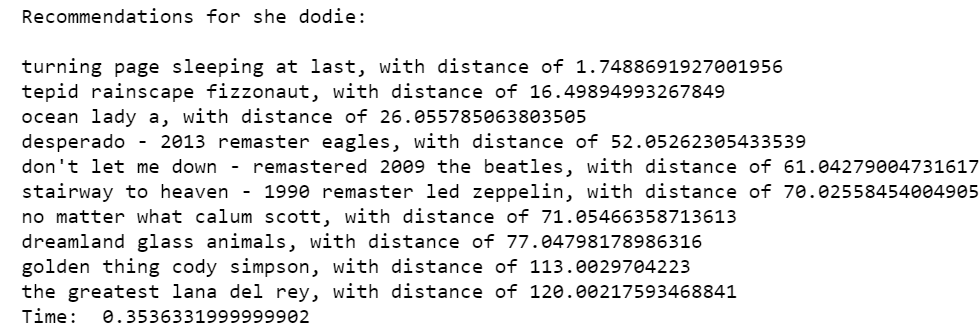 Recommendations for she dodie:
turning page sleeping at last, with distance of 1.7488691927001956
tepid rainscape fizzonaut, with distance of 16.49894993267849
ocean lady a, with distance of 26.055785063803505
desperado - 2013 remaster eagles, with distance of 52.05262305433539
don't let me down - remastered 2009 the beatles, with distance of 61.04279004731617
stairway to heaven - 1990 remaster led zeppelin, with distance of 70.02558454004905
no matter what calum scott, with distance of 71.05466358713613
dreamland glass animals, with distance of 77.04798178986316
golden thing cody simpson, with distance of 113.0029704223
the greatest lana del rey, with distance of 120.00217593468841
Time:  0.3536331999999902